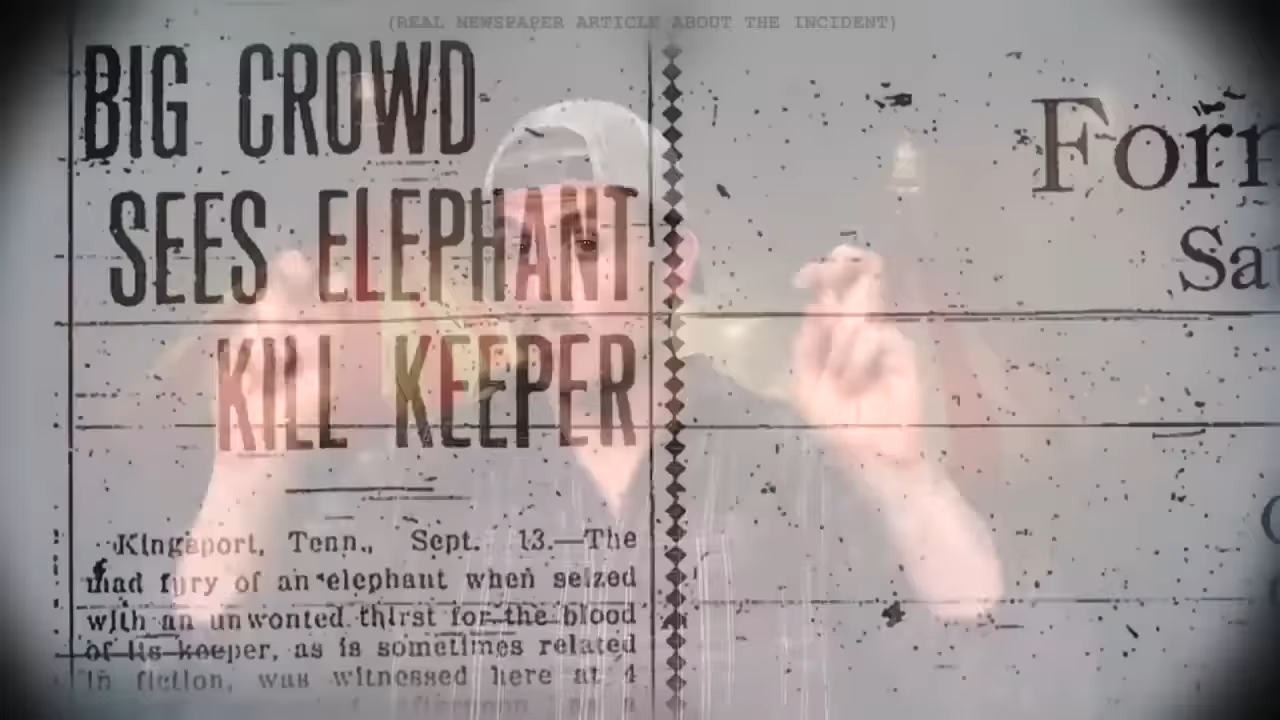 (REAL NEWSPAPER ARTICLE ABOUT THE INCIDENT)
BIG CROWD
SEES ELEPHANT
KILL KEEPER
Kingsport, Tenn., Sept. 13.—The
mad fury of an elephant when seized
with an unwonted thirst for the blood
of its keeper, as is sometimes related
in fiction, was witnessed here at 4
afternoon
Forn
Sa